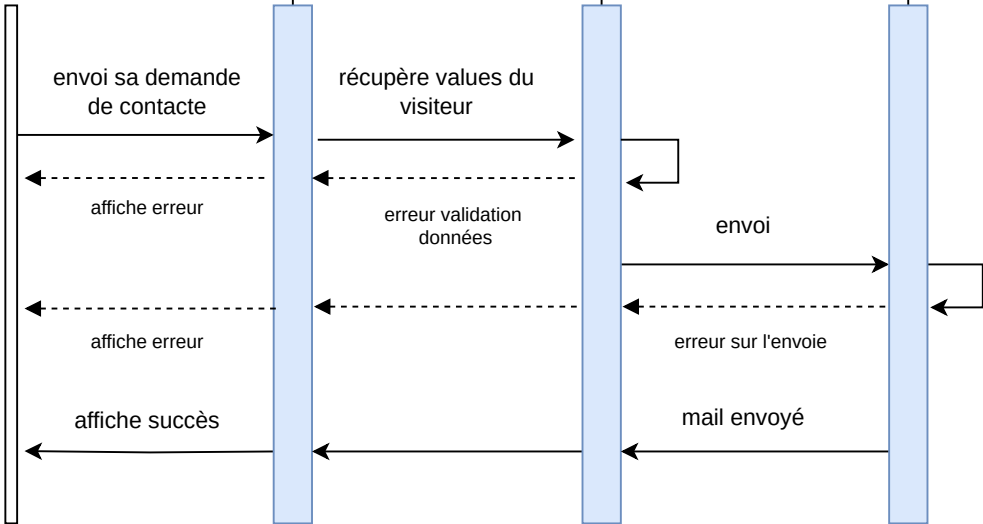 envoi sa demande
de contacte
récupère values du
visiteur
affiche erreur
erreur validation
données
envoi
affiche erreur
erreur sur l'envoie
affiche succès
mail envoyé